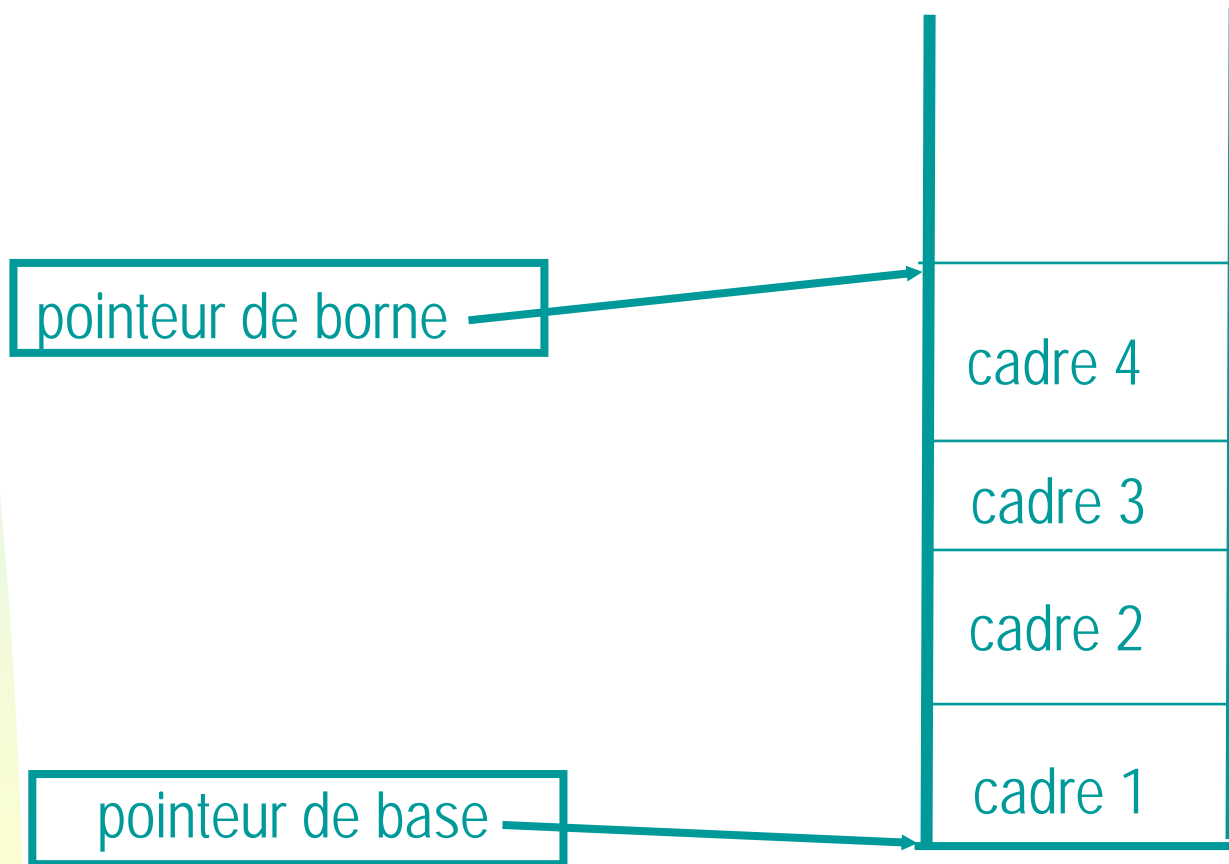 pointeur de borne
cadre 4
cadre 3
cadre 2
cadre 1
pointeur de base